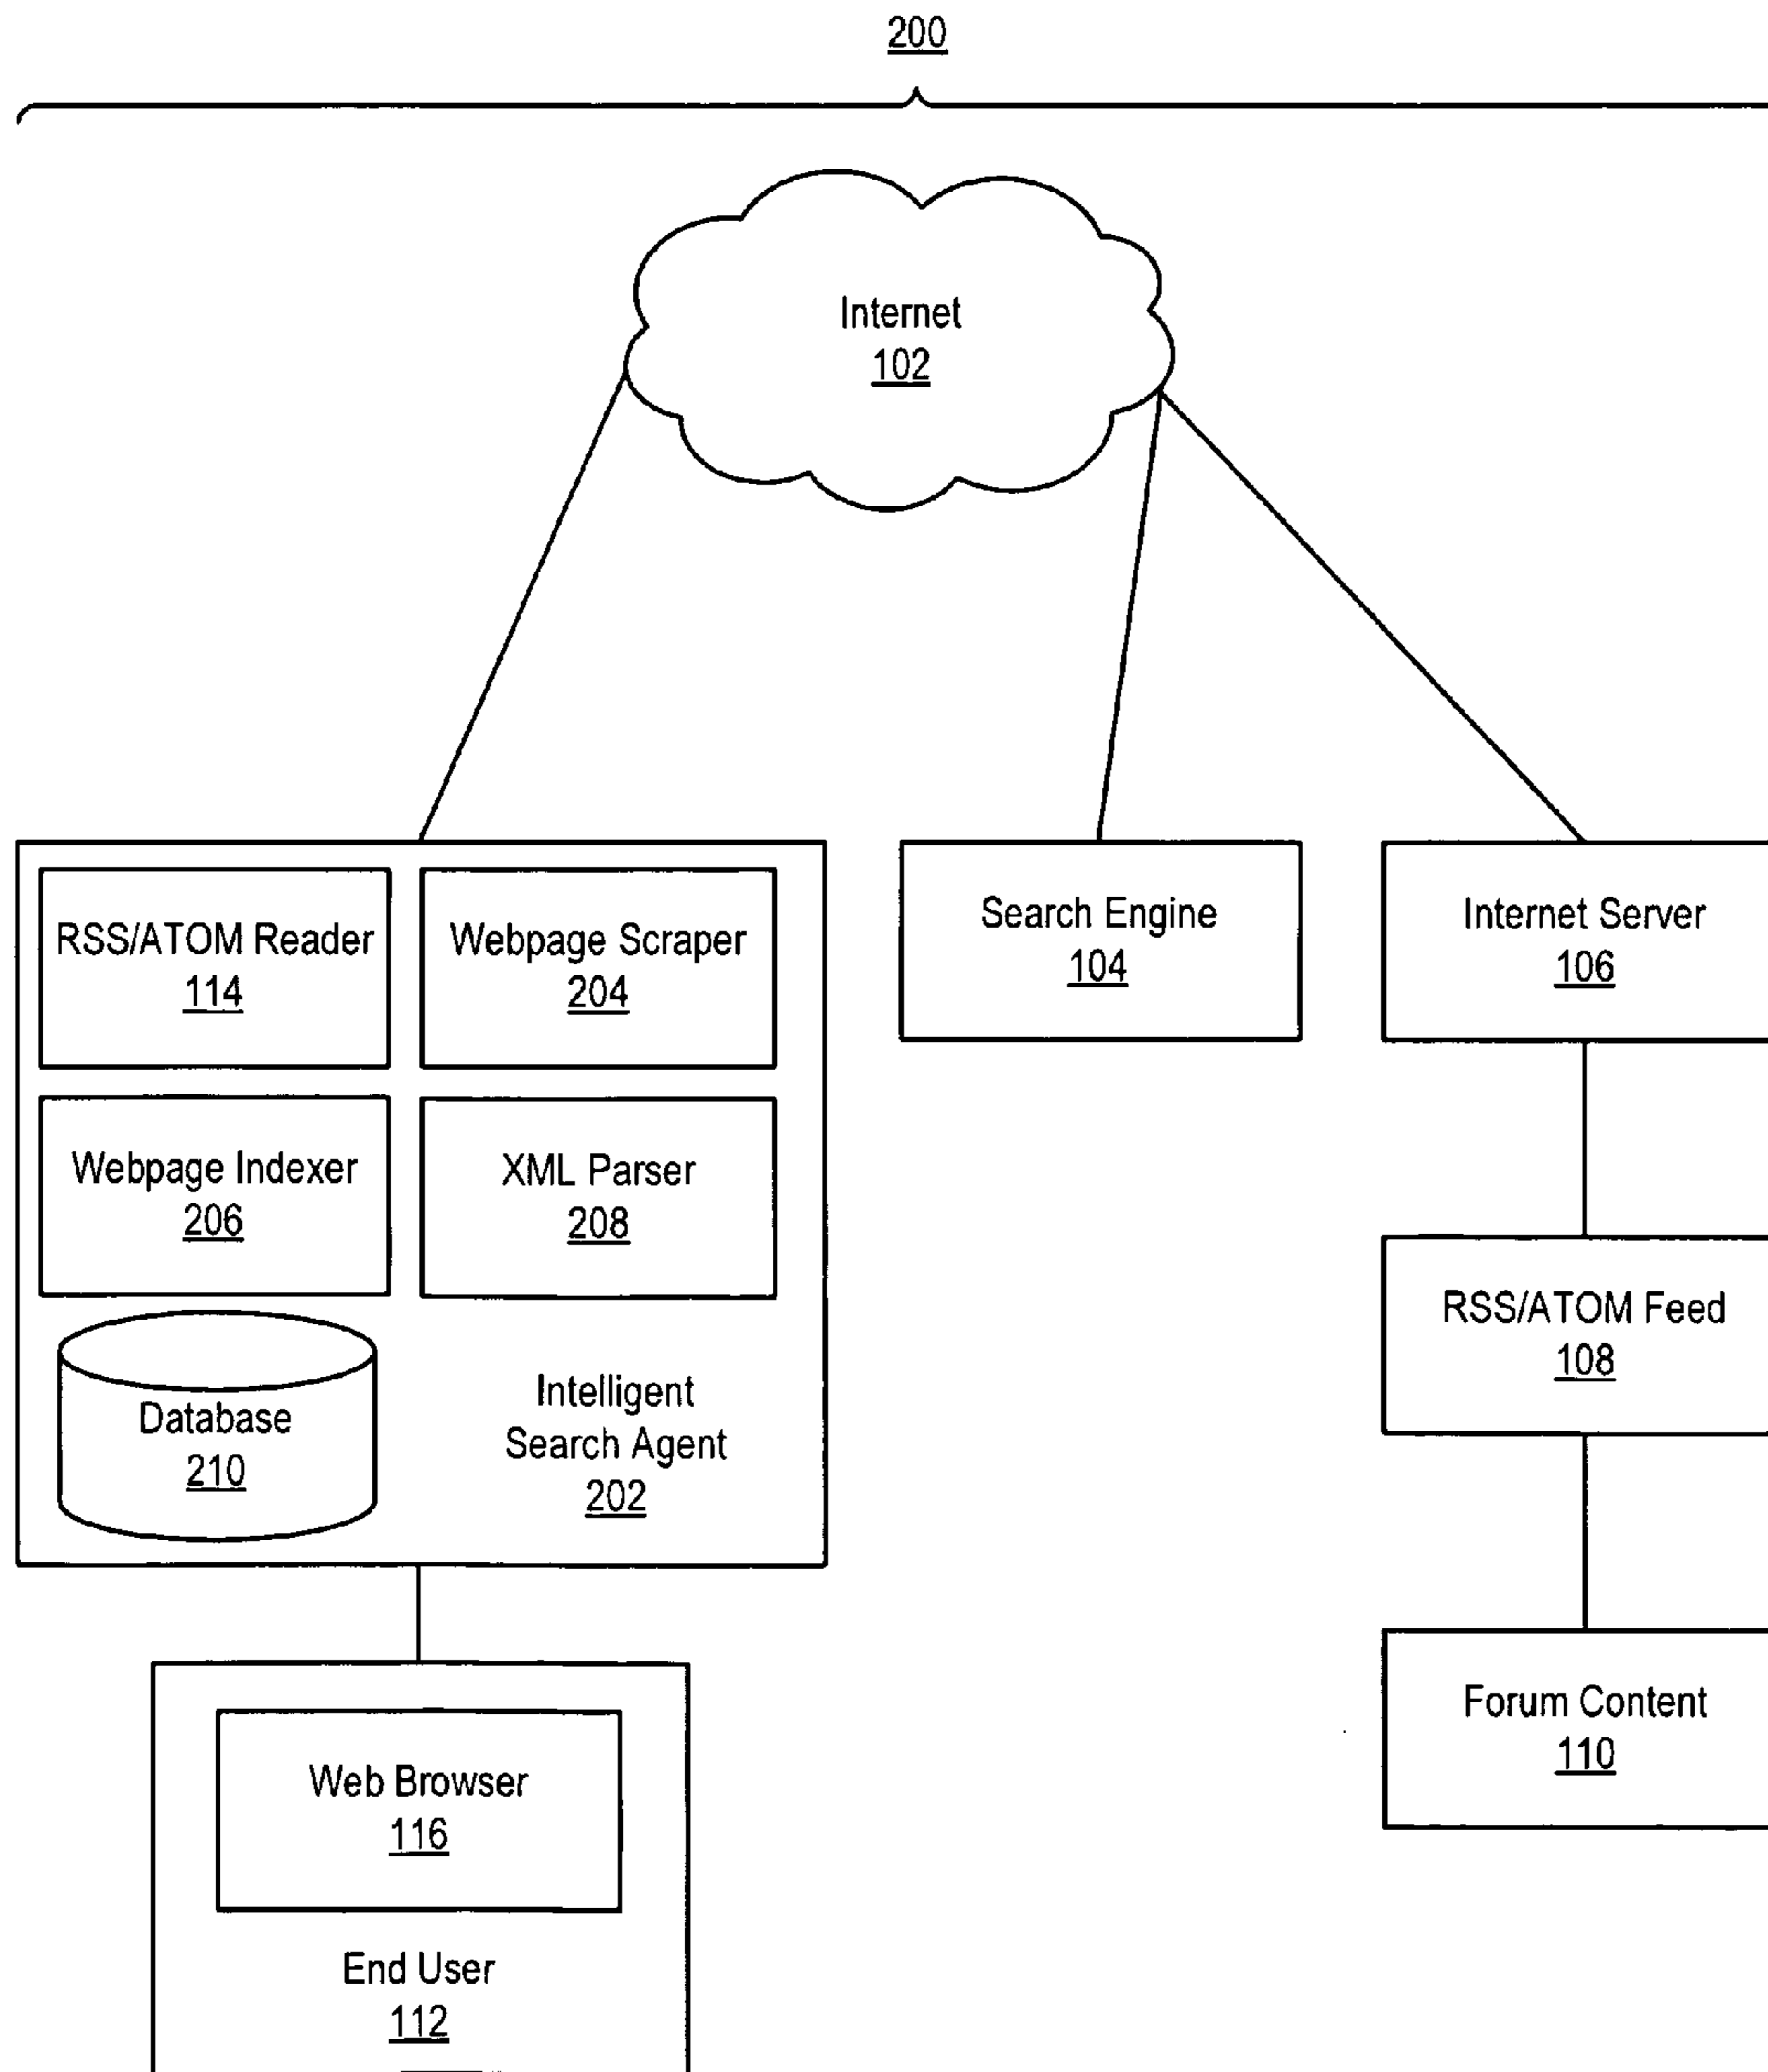 200
Internet
102
RSS/ATOM Reader
114
Webpage Scraper
204
Search Engine
104
Internet Server
106
Webpage Indexer
206
XML Parser
208
RSS/ATOM Feed
108
Database
210
Intelligent
Search Agent
202
Forum Content
110
Web Browser
116
End User
112